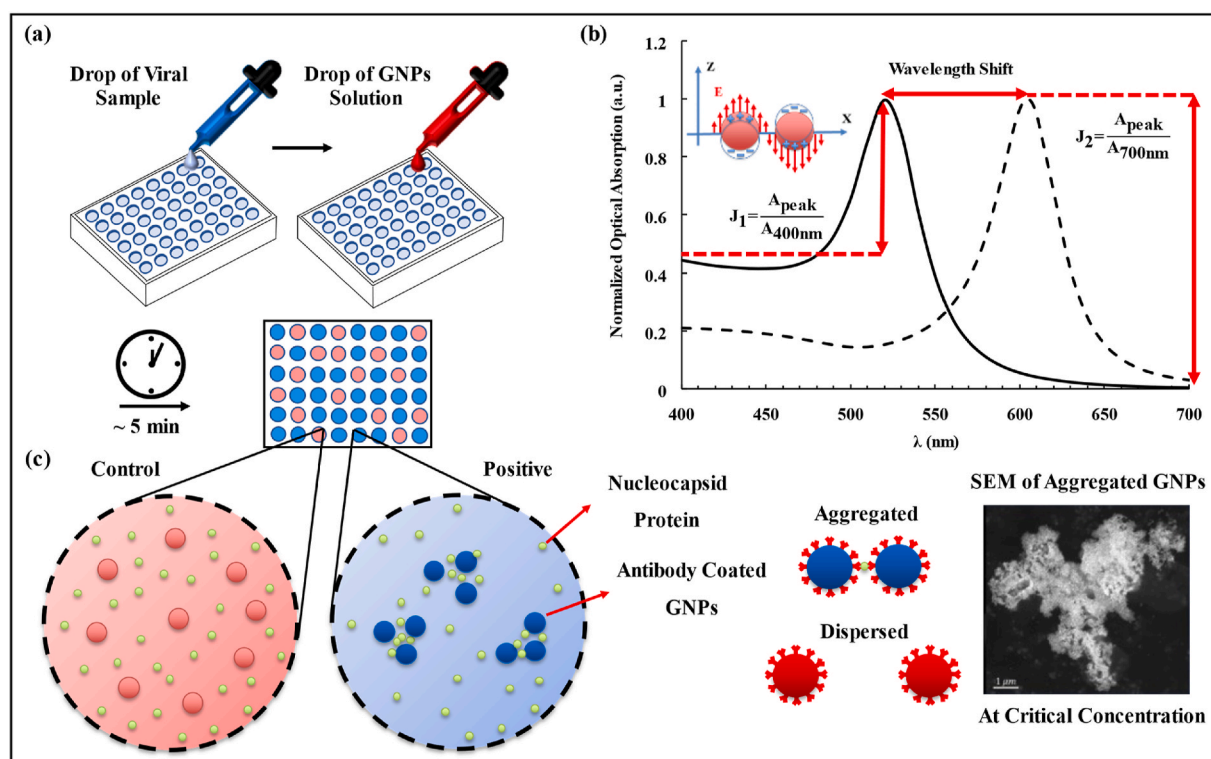 (a)
Drop of Viral
Sample
Drop of GNPs
Solution
~ 5 min
(b)
Normalized Optical Absorption (a.u.)
1.2
1
0.8
0.6
0.4
0.2
0
400
450
500
550
600
650
700
λ (nm)
Z
E
X
Wavelength Shift
J1=Apeak/A400nm
J2=Apeak/A700nm
(c)
Control
Positive
Nucleocapsid
Protein
Antibody Coated
GNPs
Aggregated
Dispersed
SEM of Aggregated GNPs
1 μm
At Critical Concentration